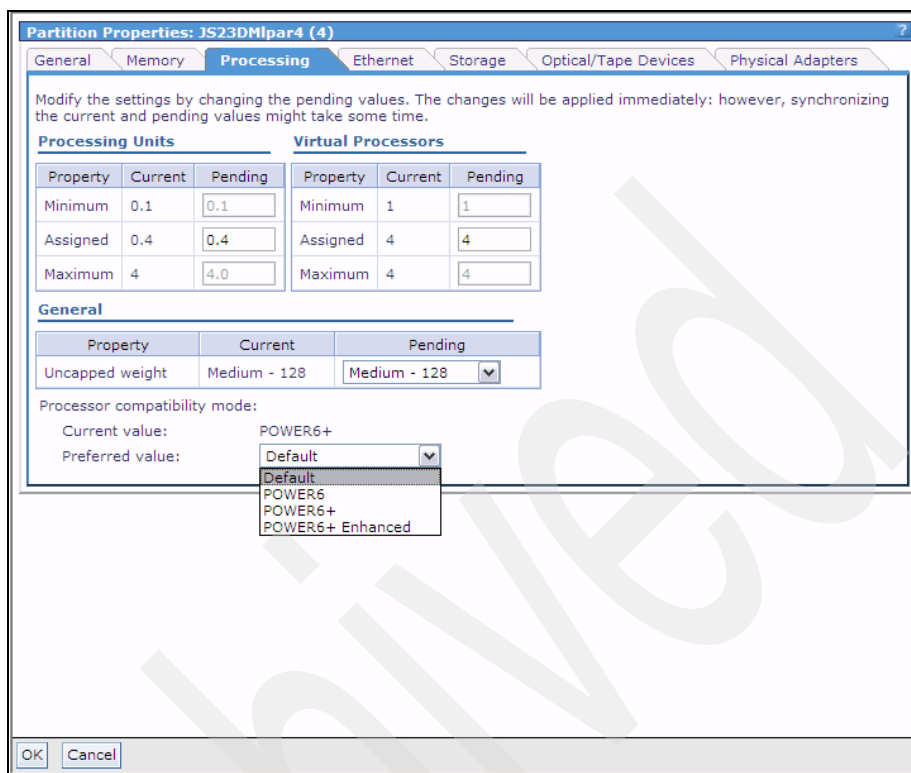 Partition Properties: JS23DMlpar4 (4) ?
General Memory Processing Ethernet Storage Optical/Tape Devices Physical Adapters
Modify the settings by changing the pending values. The changes will be applied immediately: however, synchronizing
the current and pending values might take some time.
Processing Units Virtual Processors
Property Current Pending Property Current Pending
Minimum 0.1 0.1 Minimum 1 1
Assigned 0.4 0.4 Assigned 4 4
Maximum 4 4.0 Maximum 4 4
General
Property Current Pending
Uncapped weight Medium - 128 Medium - 128
Processor compatibility mode:
Current value: POWER6+
Preferred value: Default
Default
POWER6
POWER6+
POWER6+ Enhanced
OK Cancel
hived